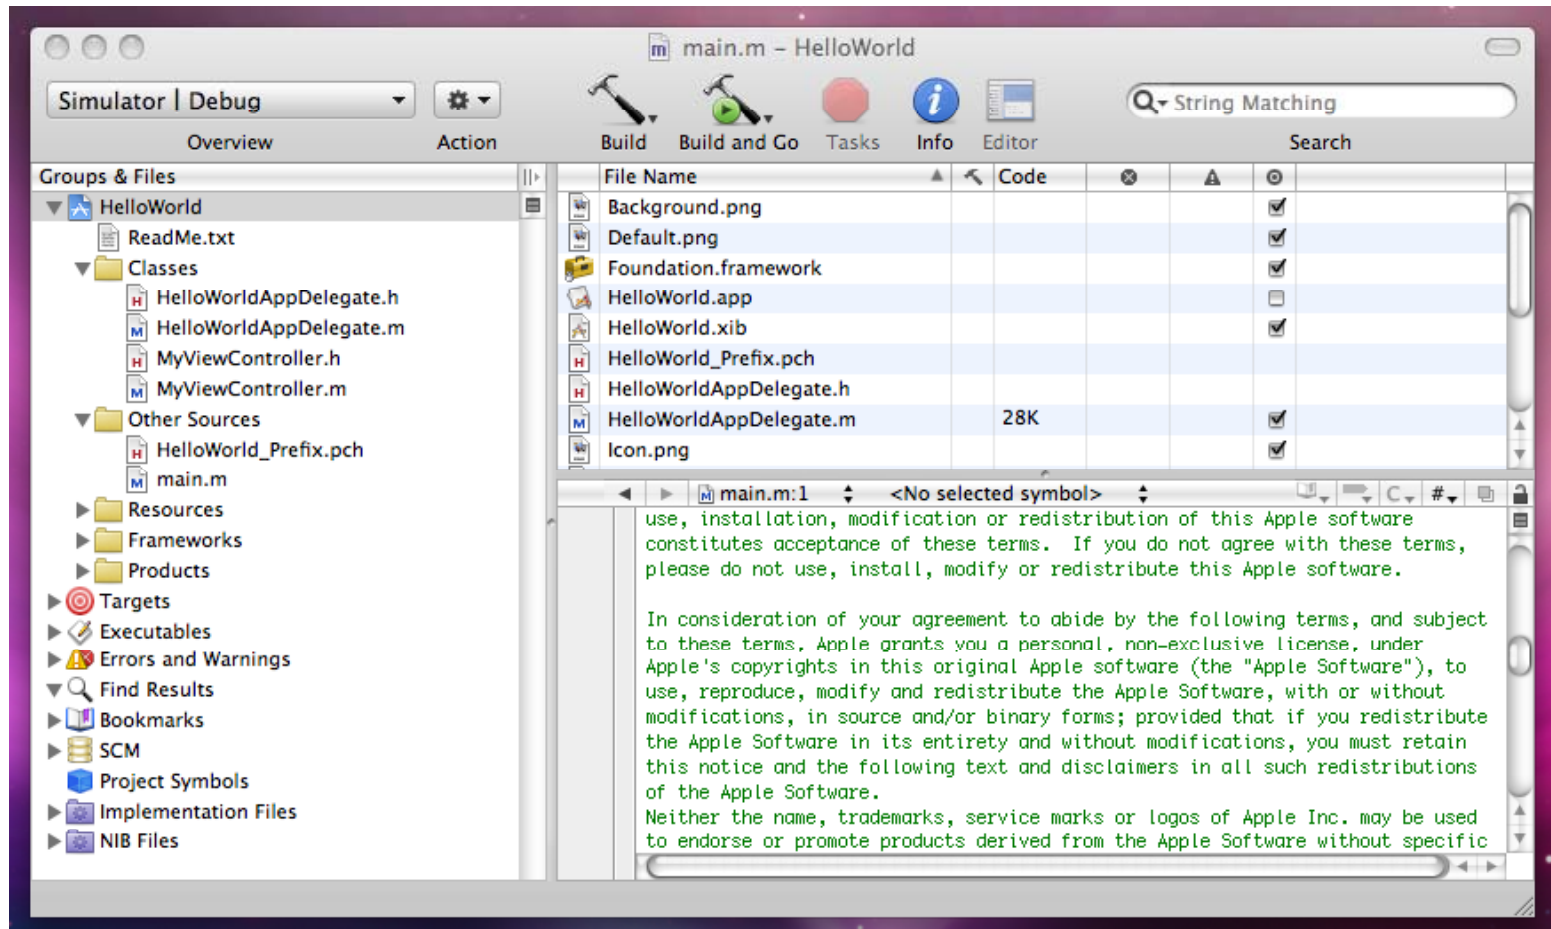 main.m – HelloWorld
Simulator | Debug
String Matching
Overview
Action
Build
Build and Go
Tasks
Info
Editor
Search
Groups & Files
HelloWorld
ReadMe.txt
Classes
HelloWorldAppDelegate.h
HelloWorldAppDelegate.m
MyViewController.h
MyViewController.m
Other Sources
HelloWorld_Prefix.pch
main.m
Resources
Frameworks
Products
Targets
Executables
Errors and Warnings
Find Results
Bookmarks
SCM
Project Symbols
Implementation Files
NIB Files
File Name Code
Background.png
Default.png
Foundation.framework
HelloWorld.app
HelloWorld.xib
HelloWorld_Prefix.pch
HelloWorldAppDelegate.h
HelloWorldAppDelegate.m 28K
Icon.png
main.m:1 <No selected symbol> C #
use, installation, modification or redistribution of this Apple software
constitutes acceptance of these terms.  If you do not agree with these terms,
please do not use, install, modify or redistribute this Apple software.
In consideration of your agreement to abide by the following terms, and subject
to these terms, Apple grants you a personal, non-exclusive license, under
Apple's copyrights in this original Apple software (the "Apple Software"), to
use, reproduce, modify and redistribute the Apple Software, with or without
modifications, in source and/or binary forms; provided that if you redistribute
the Apple Software in its entirety and without modifications, you must retain
this notice and the following text and disclaimers in all such redistributions
of the Apple Software.
Neither the name, trademarks, service marks or logos of Apple Inc. may be used
to endorse or promote products derived from the Apple Software without specific